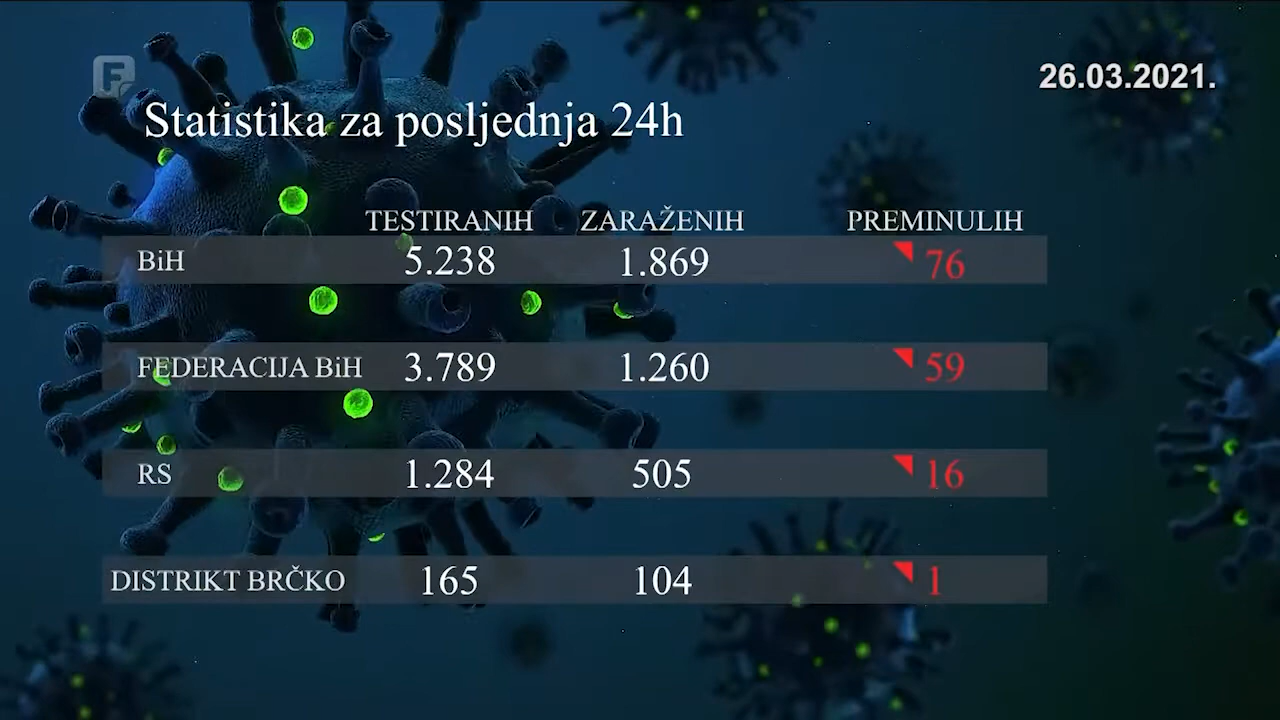 F
26.03.2021.
Statistika za posljednja 24h
TESTIRANIH ZARAŽENIH PREMINULIH
BiH 5.238 1.869 76
FEDERACIJA BiH 3.789 1.260 59
RS 1.284 505 16
DISTRIKT BRČKO 165 104 1